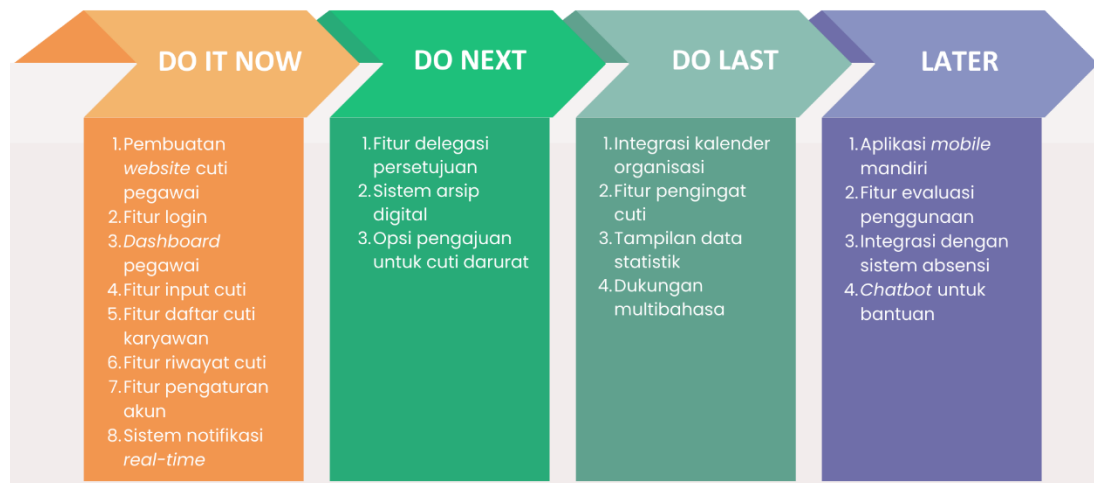 DO IT NOW
1.Pembuatan
website cuti
pegawai
2.Fitur login
3.Dashboard
pegawai
4.Fitur input cuti
5.Fitur daftar cuti
karyawan
6.Fitur riwayat cuti
7.Fitur pengaturan
akun
8.Sistem notifikasi
real-time
DO NEXT
1.Fitur delegasi
persetujuan
2.Sistem arsip
digital
3.Opsi pengajuan
untuk cuti darurat
DO LAST
1.Integrasi kalender
organisasi
2.Fitur pengingat
cuti
3.Tampilan data
statistik
4.Dukungan
multibahasa
LATER
1.Aplikasi mobile
mandiri
2.Fitur evaluasi
penggunaan
3.Integrasi dengan
sistem absensi
4.Chatbot untuk
bantuan